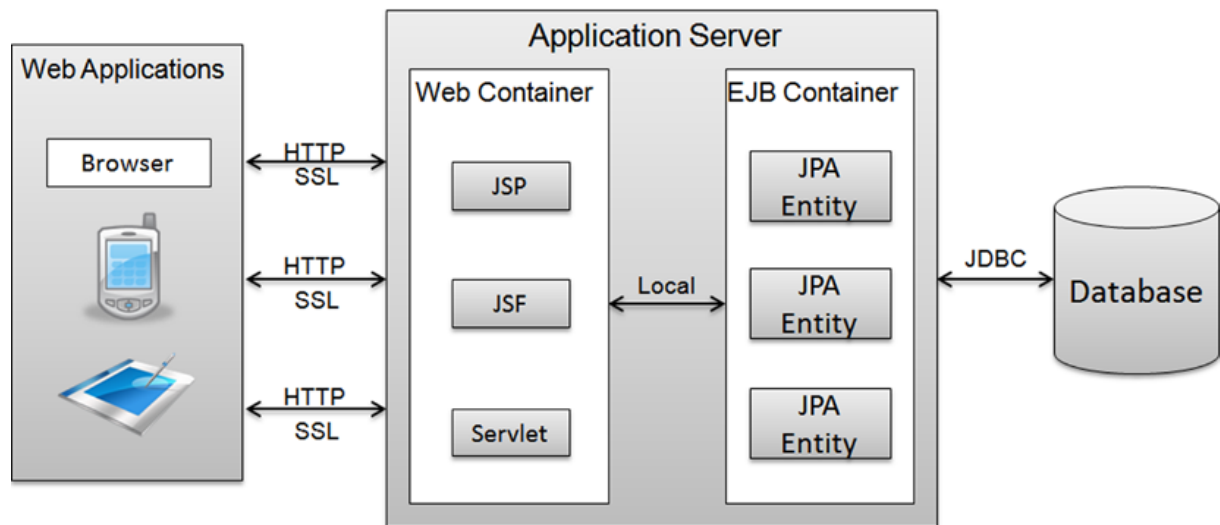 Web Applications
Browser
HTTP
SSL
HTTP
SSL
HTTP
SSL
Application Server
Web Container
JSP
JSF
Servlet
Local
EJB Container
JPA
Entity
JPA
Entity
JPA
Entity
JDBC
Database